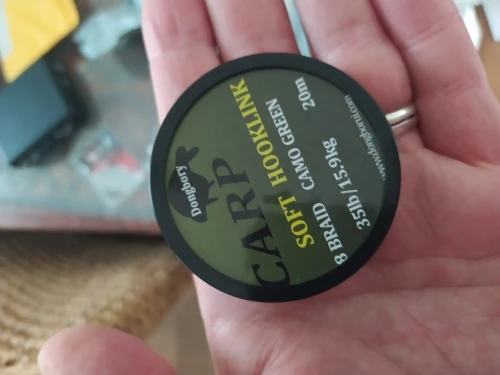 Dongbory
CARP
SOFT HOOKLINK
8 BRAID CAMO GREEN
35lb/15.9kg 20m